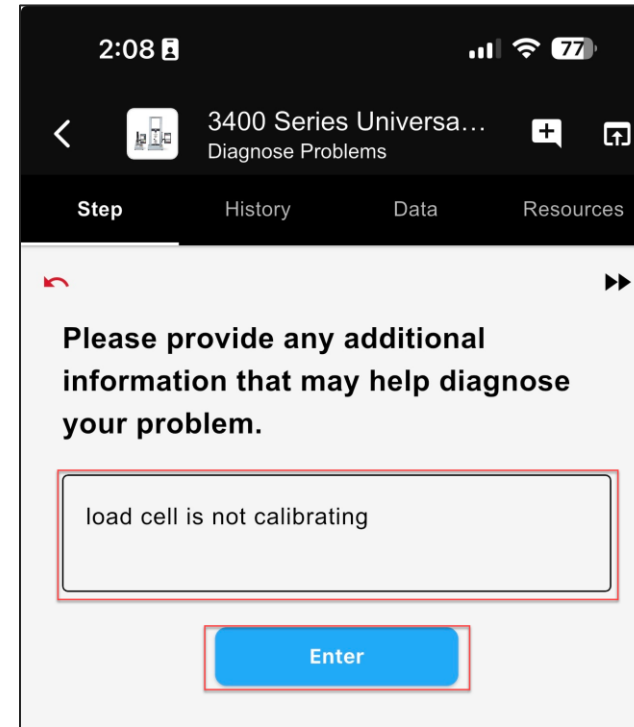 2:08
77
3400 Series Universa...
Diagnose Problems
Step History Data Resources
Please provide any additional
information that may help diagnose
your problem.
load cell is not calibrating
Enter